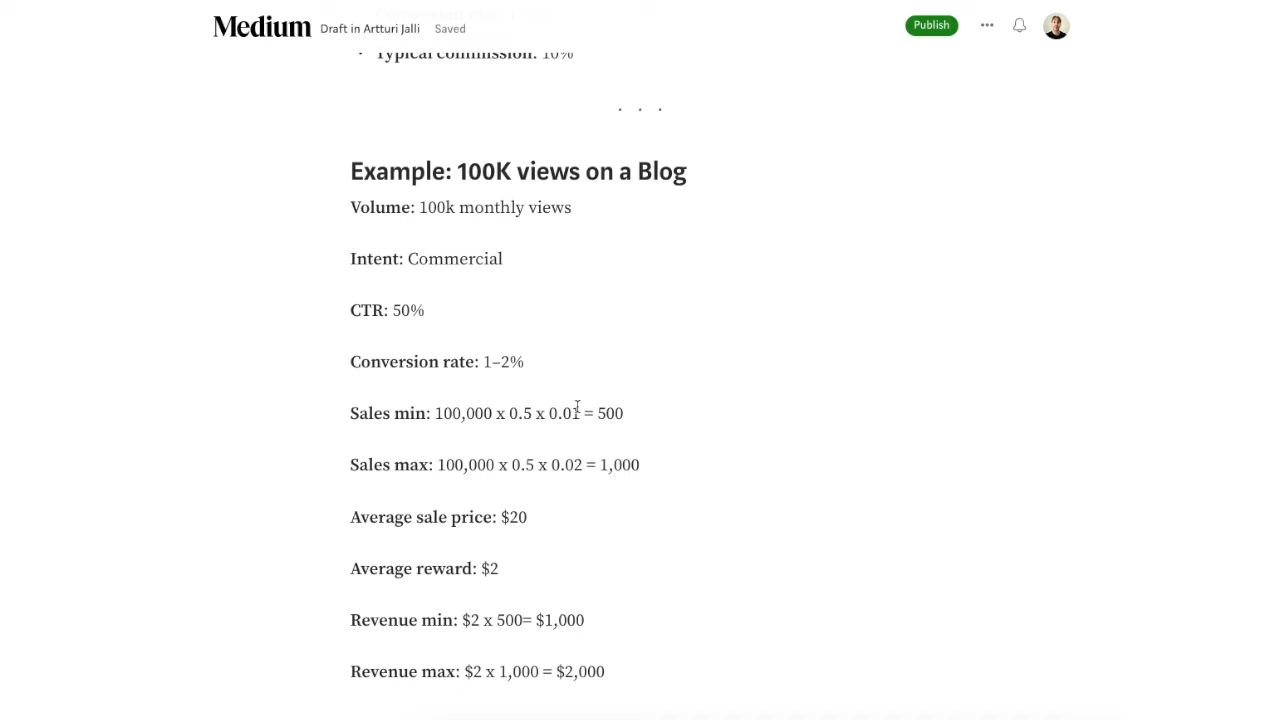 Medium Draft in Artturi Jalli Saved Publish
Typical commission: 10%
Example: 100K views on a Blog
Volume: 100k monthly views
Intent: Commercial
CTR: 50%
Conversion rate: 1–2%
Sales min: 100,000 x 0.5 x 0.01 = 500
Sales max: 100,000 x 0.5 x 0.02 = 1,000
Average sale price: $20
Average reward: $2
Revenue min: $2 x 500= $1,000
Revenue max: $2 x 1,000 = $2,000